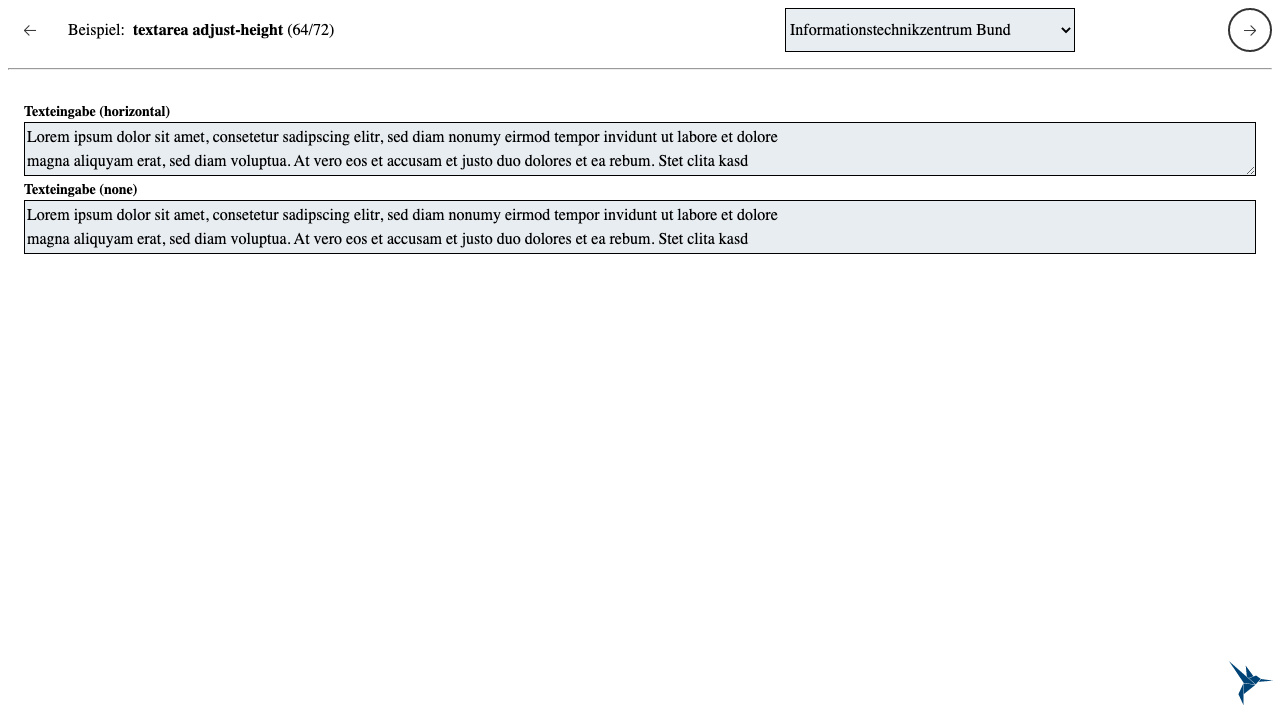 Beispiel: textarea adjust-height (64/72)
Informationstechnikzentrum Bund
Texteingabe (horizontal)
Lorem ipsum dolor sit amet, consetetur sadipscing elitr, sed diam nonumy eirmod tempor invidunt ut labore et dolore
magna aliquyam erat, sed diam voluptua. At vero eos et accusam et justo duo dolores et ea rebum. Stet clita kasd
Texteingabe (none)
Lorem ipsum dolor sit amet, consetetur sadipscing elitr, sed diam nonumy eirmod tempor invidunt ut labore et dolore
magna aliquyam erat, sed diam voluptua. At vero eos et accusam et justo duo dolores et ea rebum. Stet clita kasd